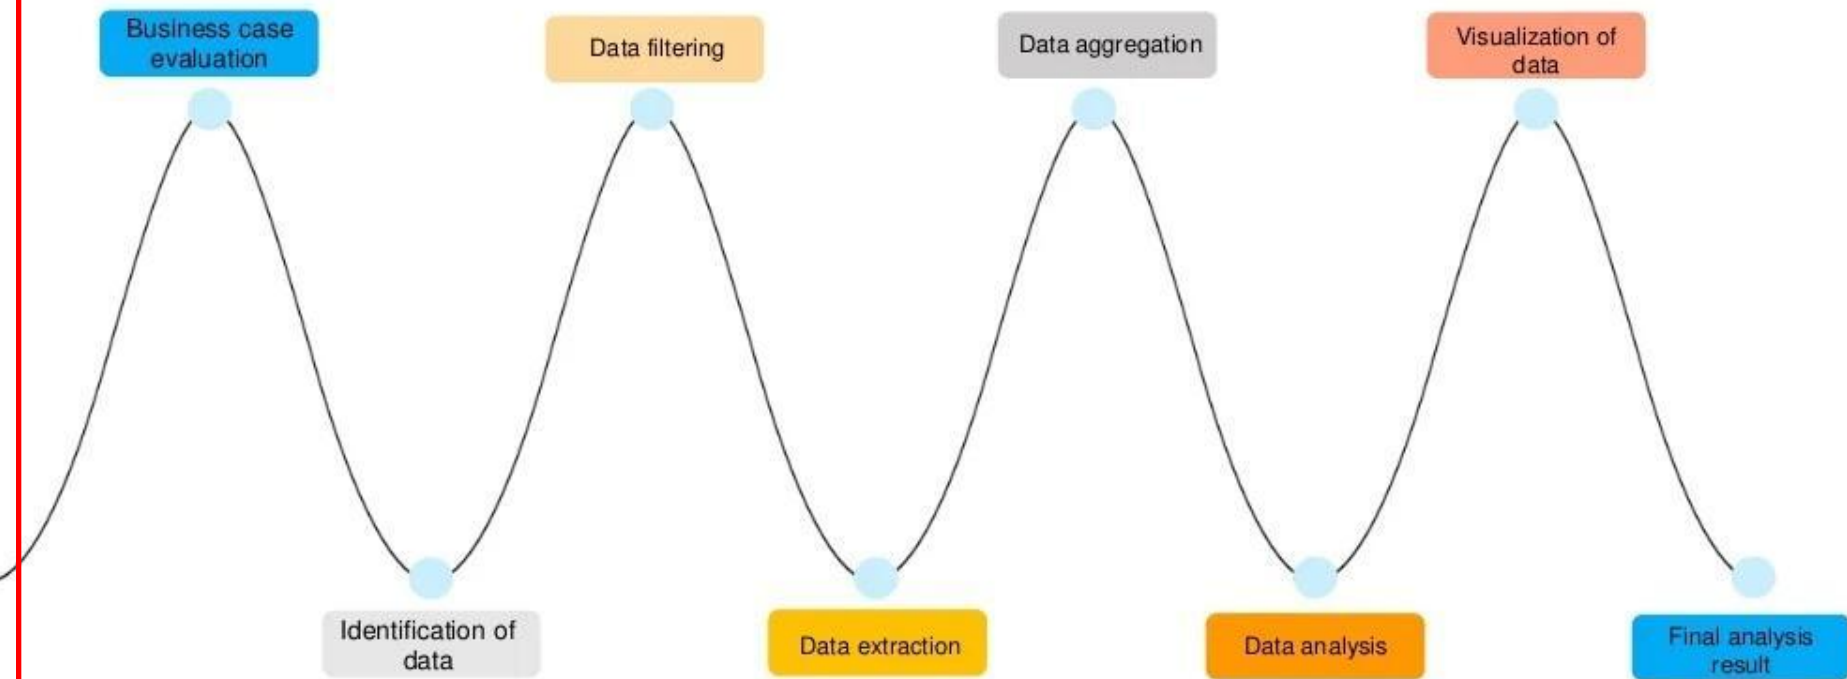 Business case
evaluation
Identification of
data
Data filtering
Data extraction
Data aggregation
Data analysis
Visualization of
data
Final analysis
result